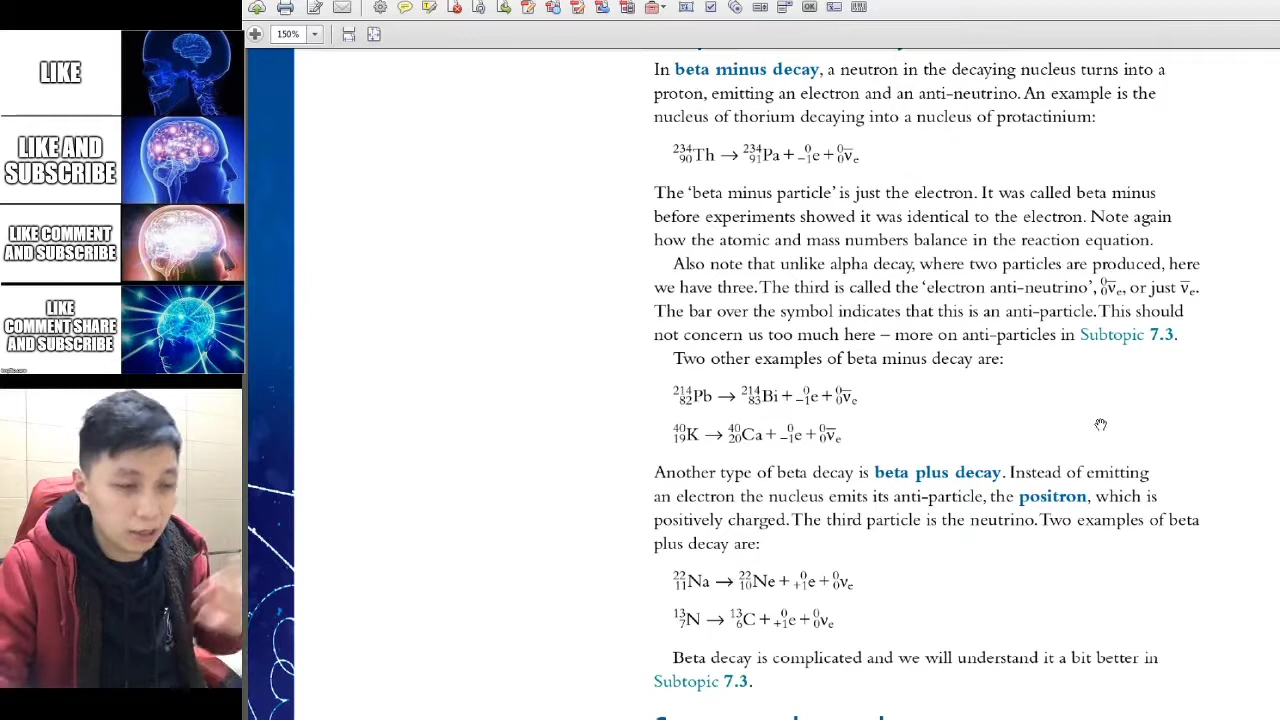 LIKE
LIKE AND
SUBSCRIBE
LIKE COMMENT
AND SUBSCRIBE
LIKE
COMMENT SHARE
AND SUBSCRIBE
imgflip.com
150%
OK
In beta minus decay, a neutron in the decaying nucleus turns into a
proton, emitting an electron and an anti-neutrino. An example is the
nucleus of thorium decaying into a nucleus of protactinium:
²³⁴₉₀Th → ²³⁴₉₁Pa + ⁰₋₁e + ⁰₀ν̅ₑ
The ‘beta minus particle’ is just the electron. It was called beta minus
before experiments showed it was identical to the electron. Note again
how the atomic and mass numbers balance in the reaction equation.
Also note that unlike alpha decay, where two particles are produced, here
we have three. The third is called the ‘electron anti-neutrino’, ⁰₀ν̅ₑ, or just ν̅ₑ.
The bar over the symbol indicates that this is an anti-particle. This should
not concern us too much here – more on anti-particles in Subtopic 7.3.
Two other examples of beta minus decay are:
²¹⁴₈₂Pb → ²¹⁴₈₃Bi + ⁰₋₁e + ⁰₀ν̅ₑ
⁴⁰₁₉K → ⁴⁰₂₀Ca + ⁰₋₁e + ⁰₀ν̅ₑ
Another type of beta decay is beta plus decay. Instead of emitting
an electron the nucleus emits its anti-particle, the positron, which is
positively charged. The third particle is the neutrino. Two examples of beta
plus decay are:
²²₁₁Na → ²²₁₀Ne + ⁰₊₁e + ⁰₀νₑ
¹³₇N → ¹³₆C + ⁰₊₁e + ⁰₀νₑ
Beta decay is complicated and we will understand it a bit better in
Subtopic 7.3.